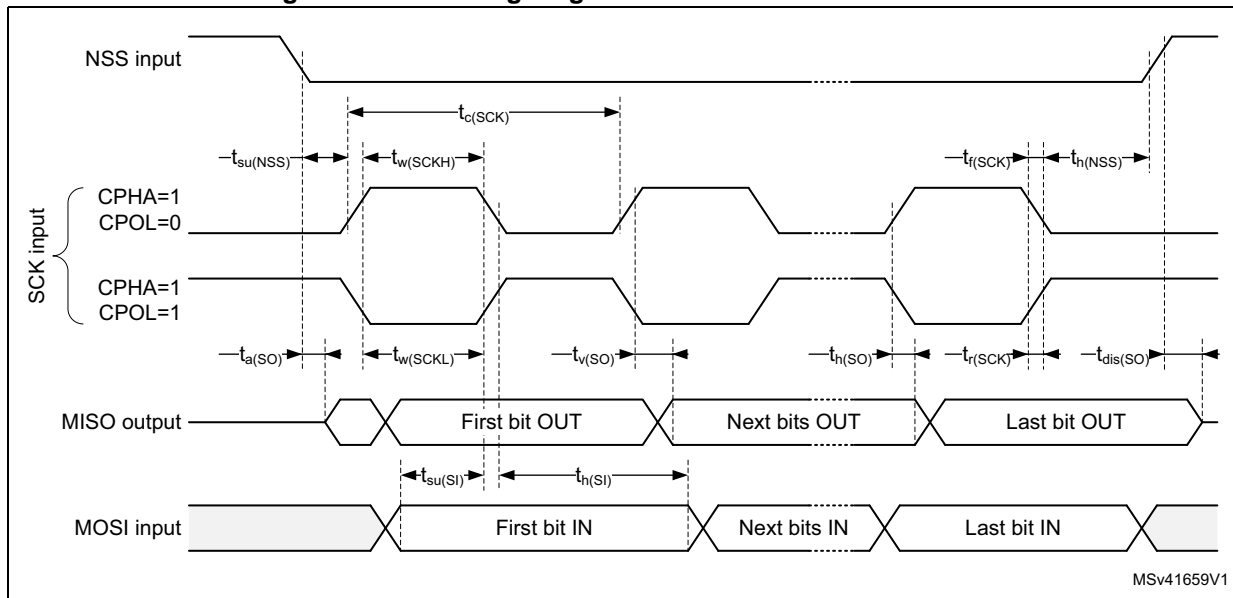 NSS input
tc(SCK)
tsu(NSS)
tw(SCKH)
tf(SCK)
th(NSS)
SCK input
CPHA=1
CPOL=0
CPHA=1
CPOL=1
ta(SO)
tw(SCKL)
tv(SO)
th(SO)
tr(SCK)
tdis(SO)
MISO output
First bit OUT
Next bits OUT
Last bit OUT
tsu(SI)
th(SI)
MOSI input
First bit IN
Next bits IN
Last bit IN
MSv41659V1